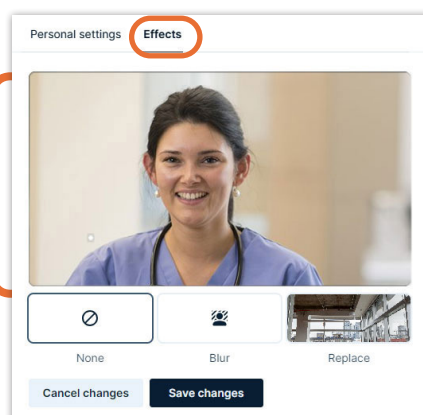 Personal settings Effects
None Blur Replace
Cancel changes Save changes